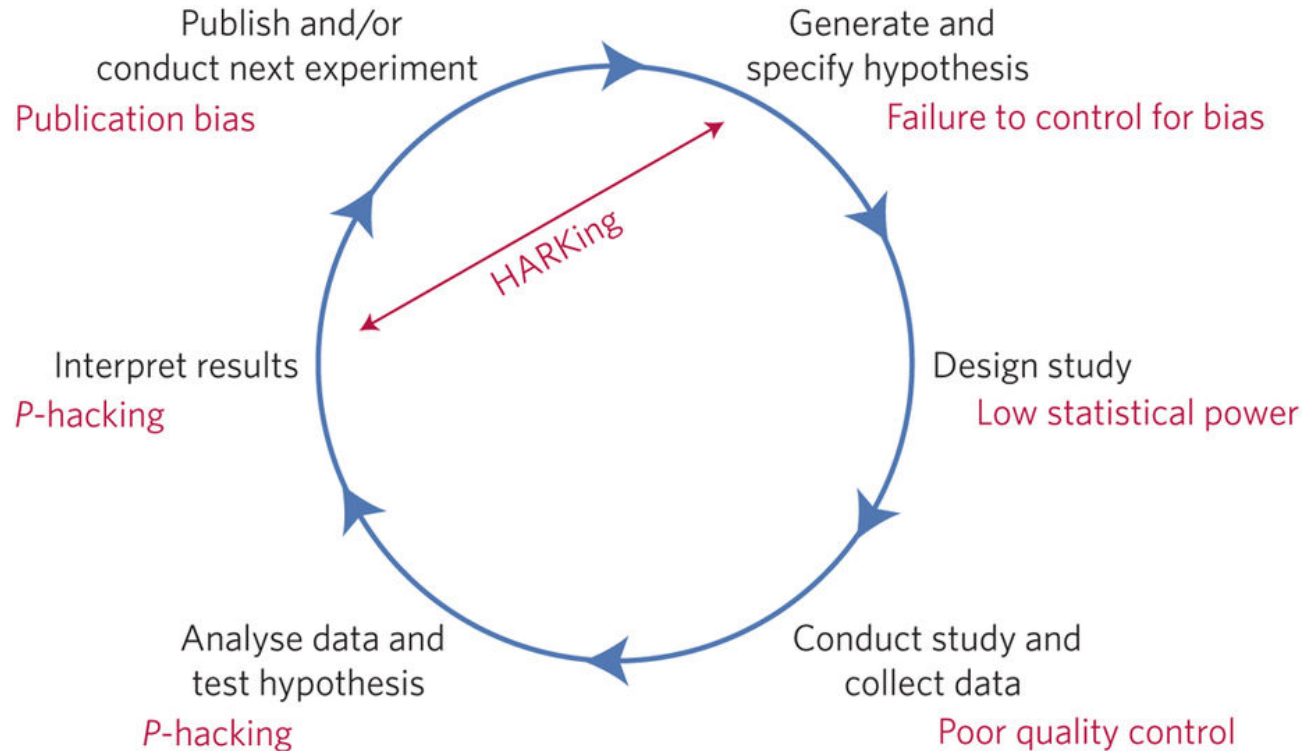 Publish and/or
conduct next experiment
Publication bias
Generate and
specify hypothesis
Failure to control for bias
HARKing
Interpret results
P-hacking
Design study
Low statistical power
Analyse data and
test hypothesis
P-hacking
Conduct study and
collect data
Poor quality control